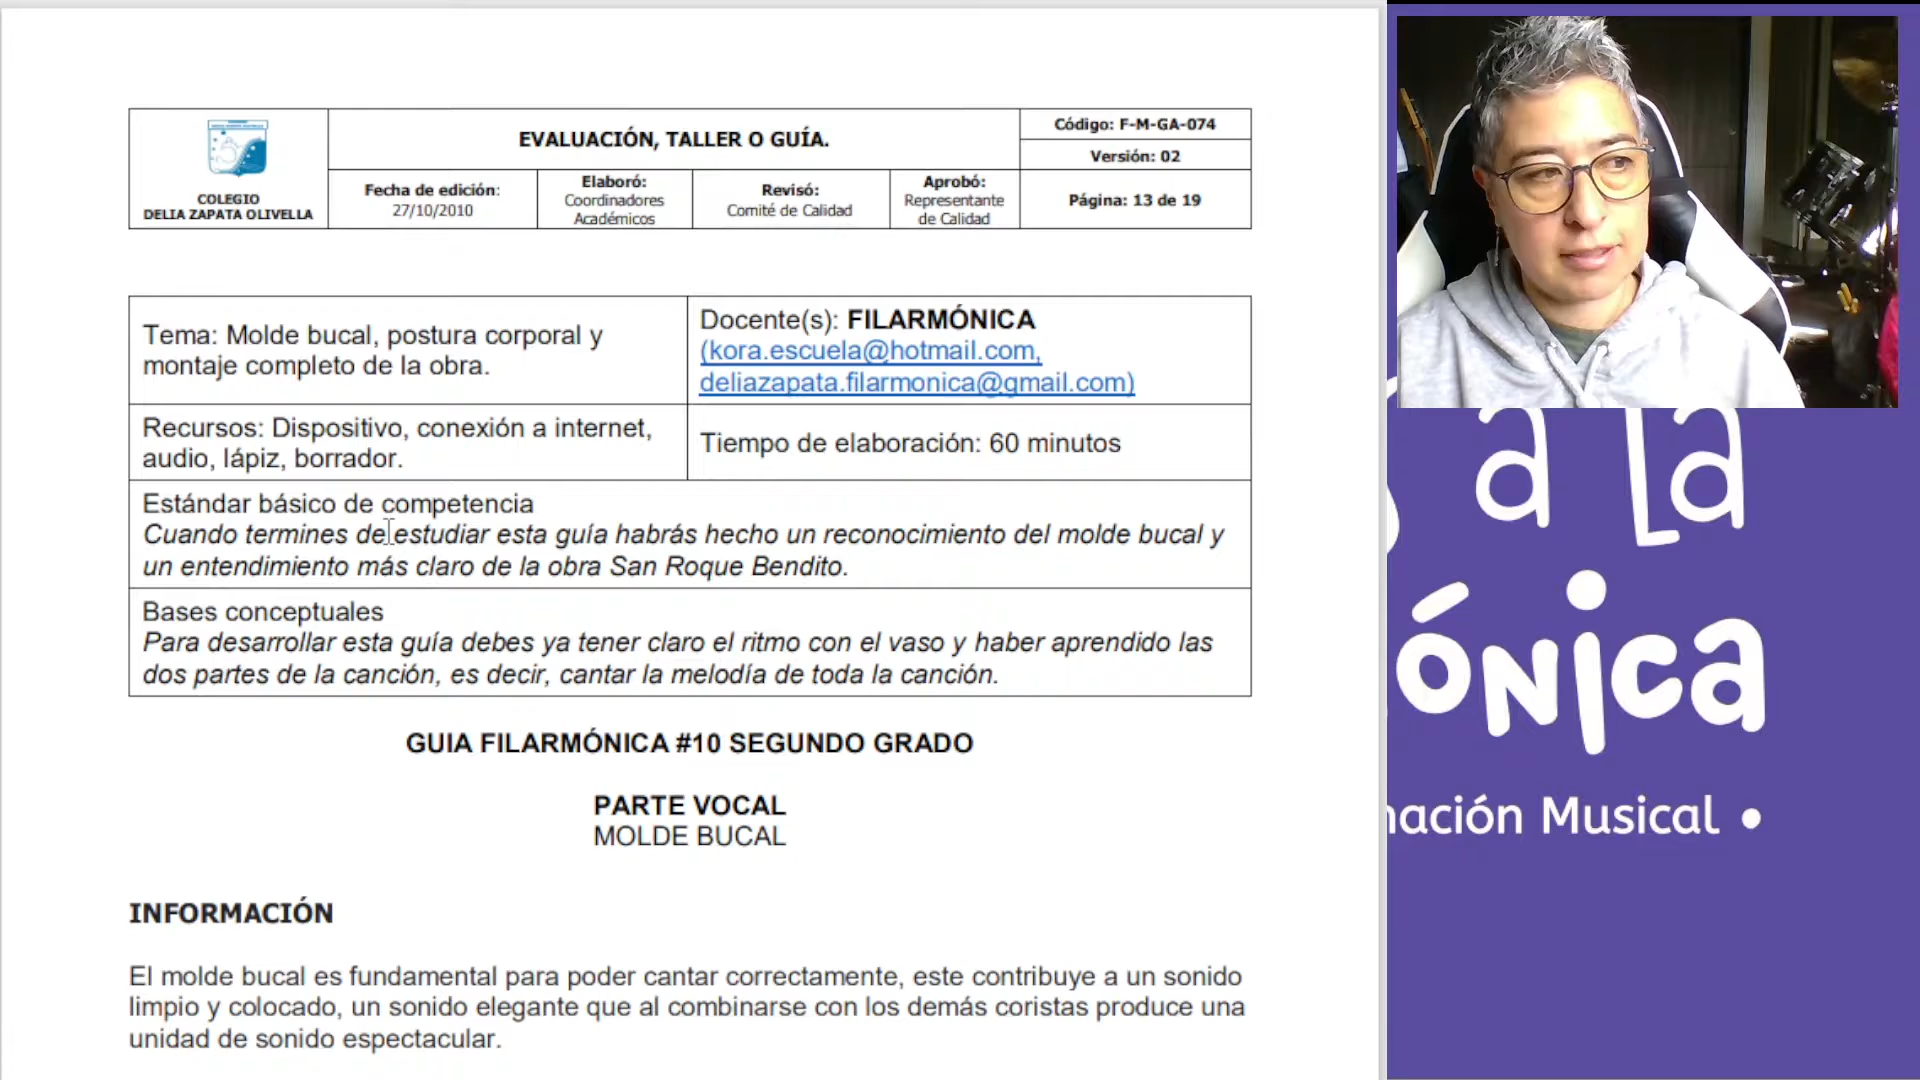 COLEGIO
DELIA ZAPATA OLIVELLA
EVALUACIÓN, TALLER O GUÍA.
Código: F-M-GA-074
Versión: 02
Fecha de edición:
27/10/2010
Elaboró:
Coordinadores
Académicos
Revisó:
Comité de Calidad
Aprobó:
Representante
de Calidad
Página: 13 de 19
Tema: Molde bucal, postura corporal y
montaje completo de la obra.
Docente(s): FILARMÓNICA
(kora.escuela@hotmail.com,
deliazapata.filarmonica@gmail.com)
Recursos: Dispositivo, conexión a internet,
audio, lápiz, borrador.
Tiempo de elaboración: 60 minutos
Estándar básico de competencia
Cuando termines de estudiar esta guía habrás hecho un reconocimiento del molde bucal y
un entendimiento más claro de la obra San Roque Bendito.
Bases conceptuales
Para desarrollar esta guía debes ya tener claro el ritmo con el vaso y haber aprendido las
dos partes de la canción, es decir, cantar la melodía de toda la canción.
GUIA FILARMÓNICA #10 SEGUNDO GRADO
PARTE VOCAL
MOLDE BUCAL
INFORMACIÓN
El molde bucal es fundamental para poder cantar correctamente, este contribuye a un sonido
limpio y colocado, un sonido elegante que al combinarse con los demás coristas produce una
unidad de sonido espectacular.
a la
ónica
mación Musical •